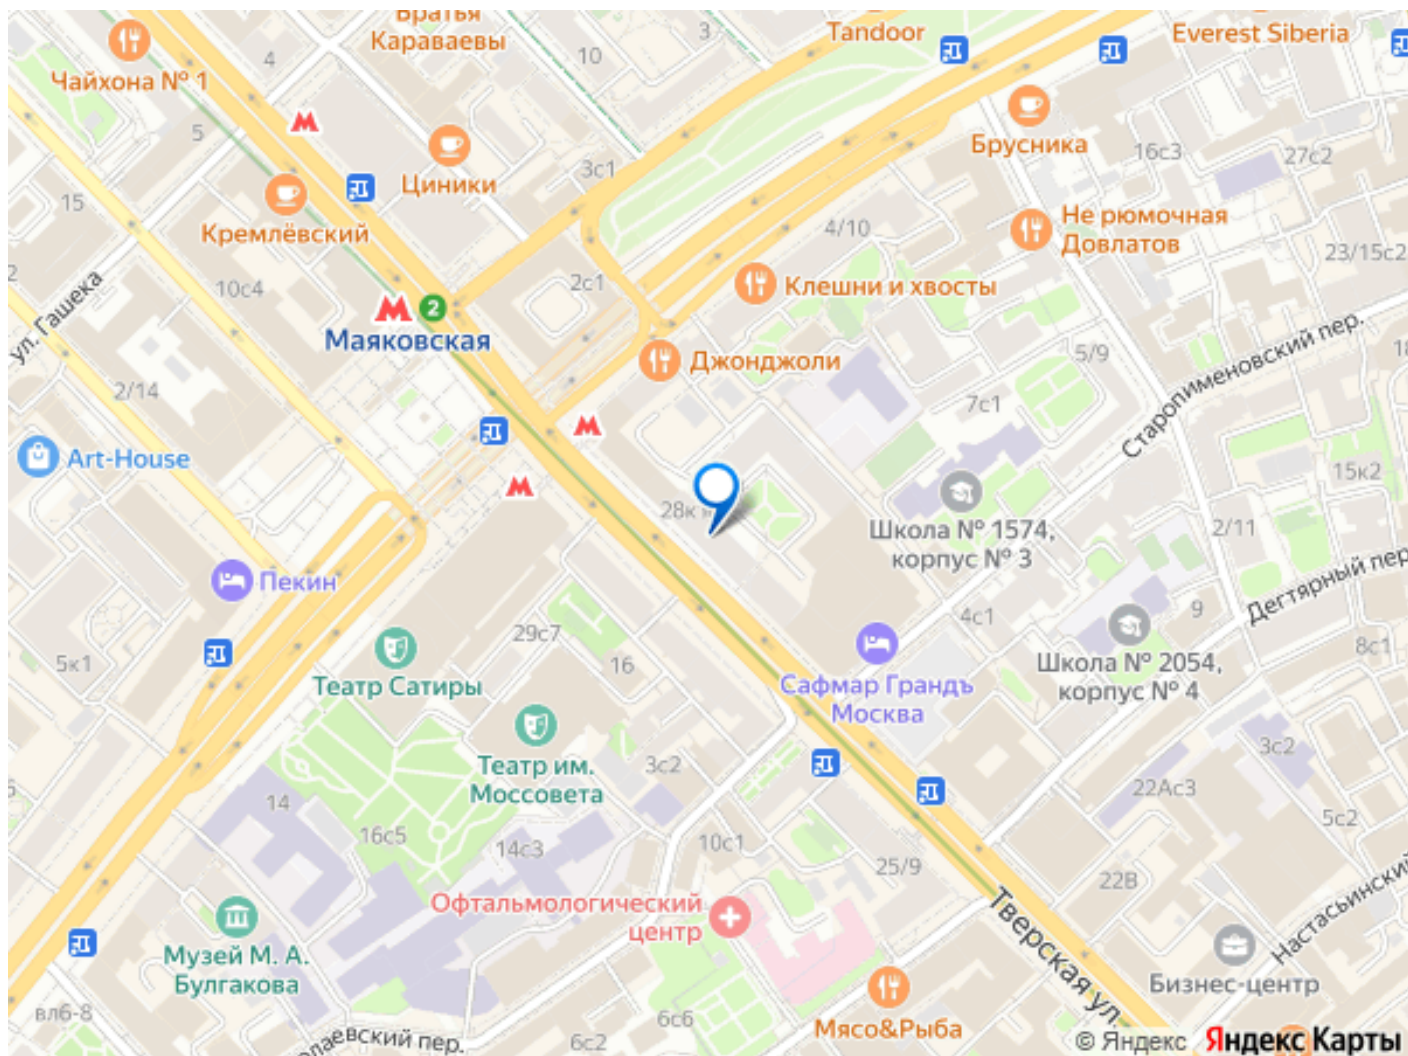 Братья
Караваевы
3
Tandoor
Everest Siberia
4
10
Чайхона № 1
5
Брусника
16с3
27с2
3с1
Циники
15
Кремлёвский
4/10
Не рюмочная
Довлатов
23/15с2
2
10с4
2с1
Клешни и хвосты
ул. Гашека
2
Маяковская
Джонджоли
5/9
Старопименовский пер.
18
2/14
7с1
Art-House
15к2
28к
Школа № 1574,
корпус № 3
2/11
Пекин
Дегтярный пер
29с7
4с1
9
5к1
16
8с1
Театр Сатиры
Сафмар Грандъ
Москва
Школа № 2054,
корпус № 4
3с2
Театр им.
Моссовета
3с2
14
22Ас3
16с5
14с3
10с1
5с2
25/9
22В
Офтальмологический
центр
Тверская ул.
Настасьинский
Музей М. А.
Булгакова
Бизнес-центр
вл6-8
6с6
Мясо&Рыба
лаевский пер.
6с2
© Яндекс Яндекс Карты